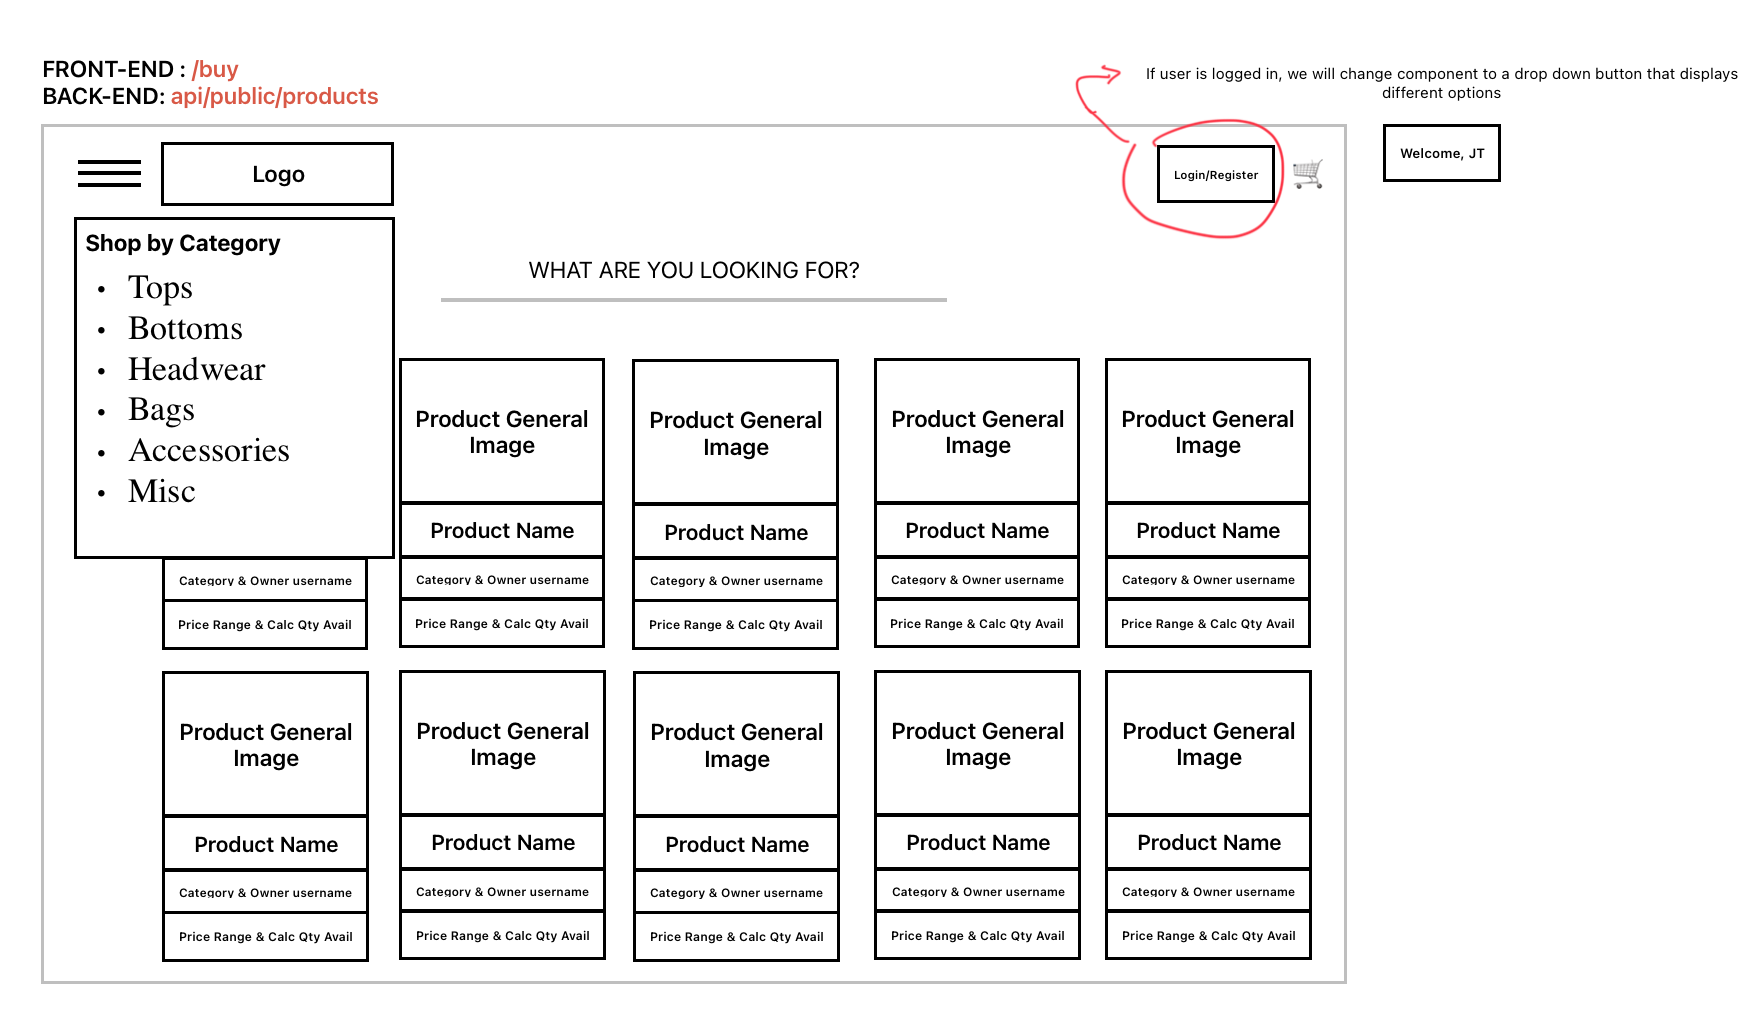 FRONT-END : /buy
BACK-END: api/public/products
If user is logged in, we will change component to a drop down button that displays
different options
Logo
Login/Register
Welcome, JT
Shop by Category
• Tops
• Bottoms
• Headwear
• Bags
• Accessories
• Misc
WHAT ARE YOU LOOKING FOR?
Product General
Image
Product Name
Category & Owner username
Price Range & Calc Qty Avail
Product General
Image
Product Name
Category & Owner username
Price Range & Calc Qty Avail
Product General
Image
Product Name
Category & Owner username
Price Range & Calc Qty Avail
Product General
Image
Product Name
Category & Owner username
Price Range & Calc Qty Avail
Category & Owner username
Price Range & Calc Qty Avail
Product General
Image
Product Name
Category & Owner username
Price Range & Calc Qty Avail
Product General
Image
Product Name
Category & Owner username
Price Range & Calc Qty Avail
Product General
Image
Product Name
Category & Owner username
Price Range & Calc Qty Avail
Product General
Image
Product Name
Category & Owner username
Price Range & Calc Qty Avail
Product General
Image
Product Name
Category & Owner username
Price Range & Calc Qty Avail